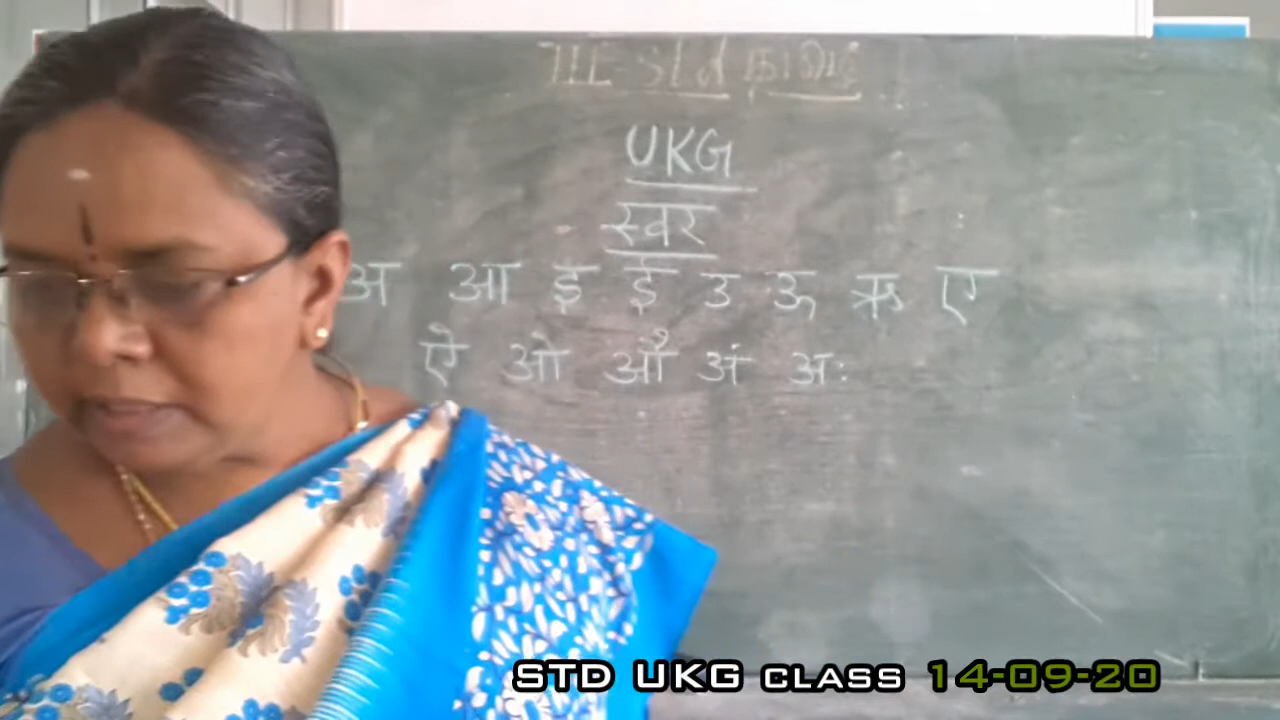 UKG
स्वर
अ आ इ ई उ ऊ ऋ ए
ऐ ओ औ अं अः
STD UKG CLASS 14-09-20